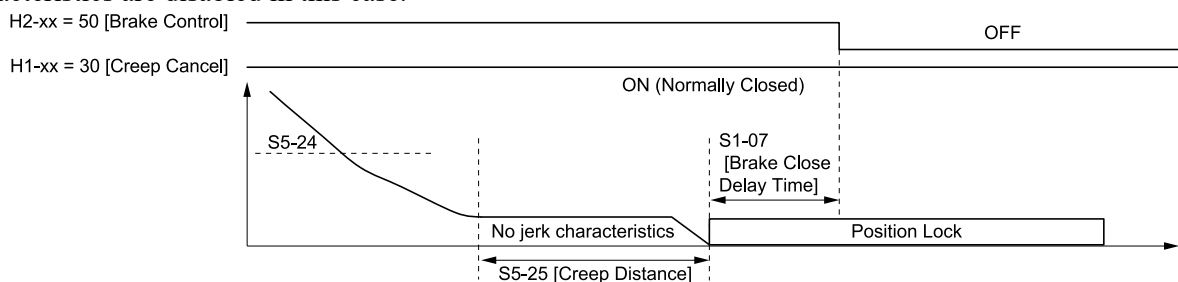 H2-xx = 50 [Brake Control]
OFF
H1-xx = 30 [Creep Cancel]
ON (Normally Closed)
S5-24
S1-07
[Brake Close
Delay Time]
No jerk characteristics
Position Lock
S5-25 [Creep Distance]